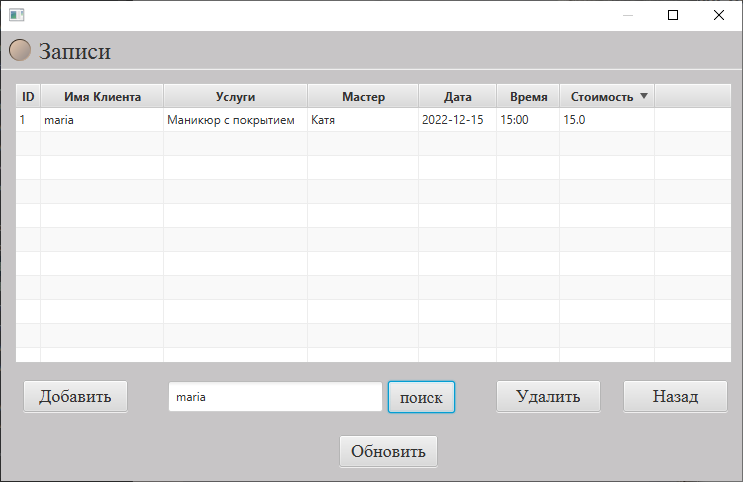 Записи
ID Имя Клиента Услуги Мастер Дата Время Стоимость
1 maria Маникюр с покрытием Катя 2022-12-15 15:00 15.0
Добавить maria поиск Удалить Назад
Обновить